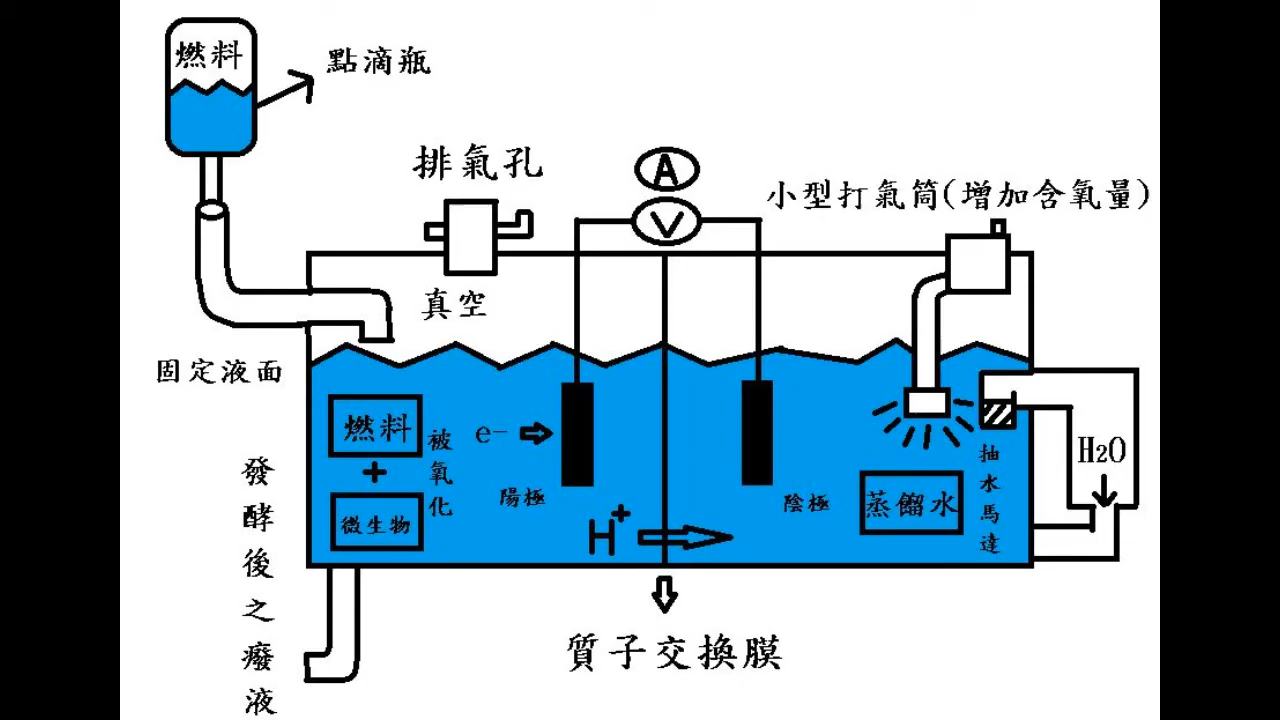 燃料
點滴瓶
排氣孔
A
V
小型打氣筒(增加含氧量)
真空
固定液面
燃料
+
微生物
被氧化
e-
陽極
H+
陰極
蒸餾水
抽水馬達
H2O
發酵後之廢液
質子交換膜